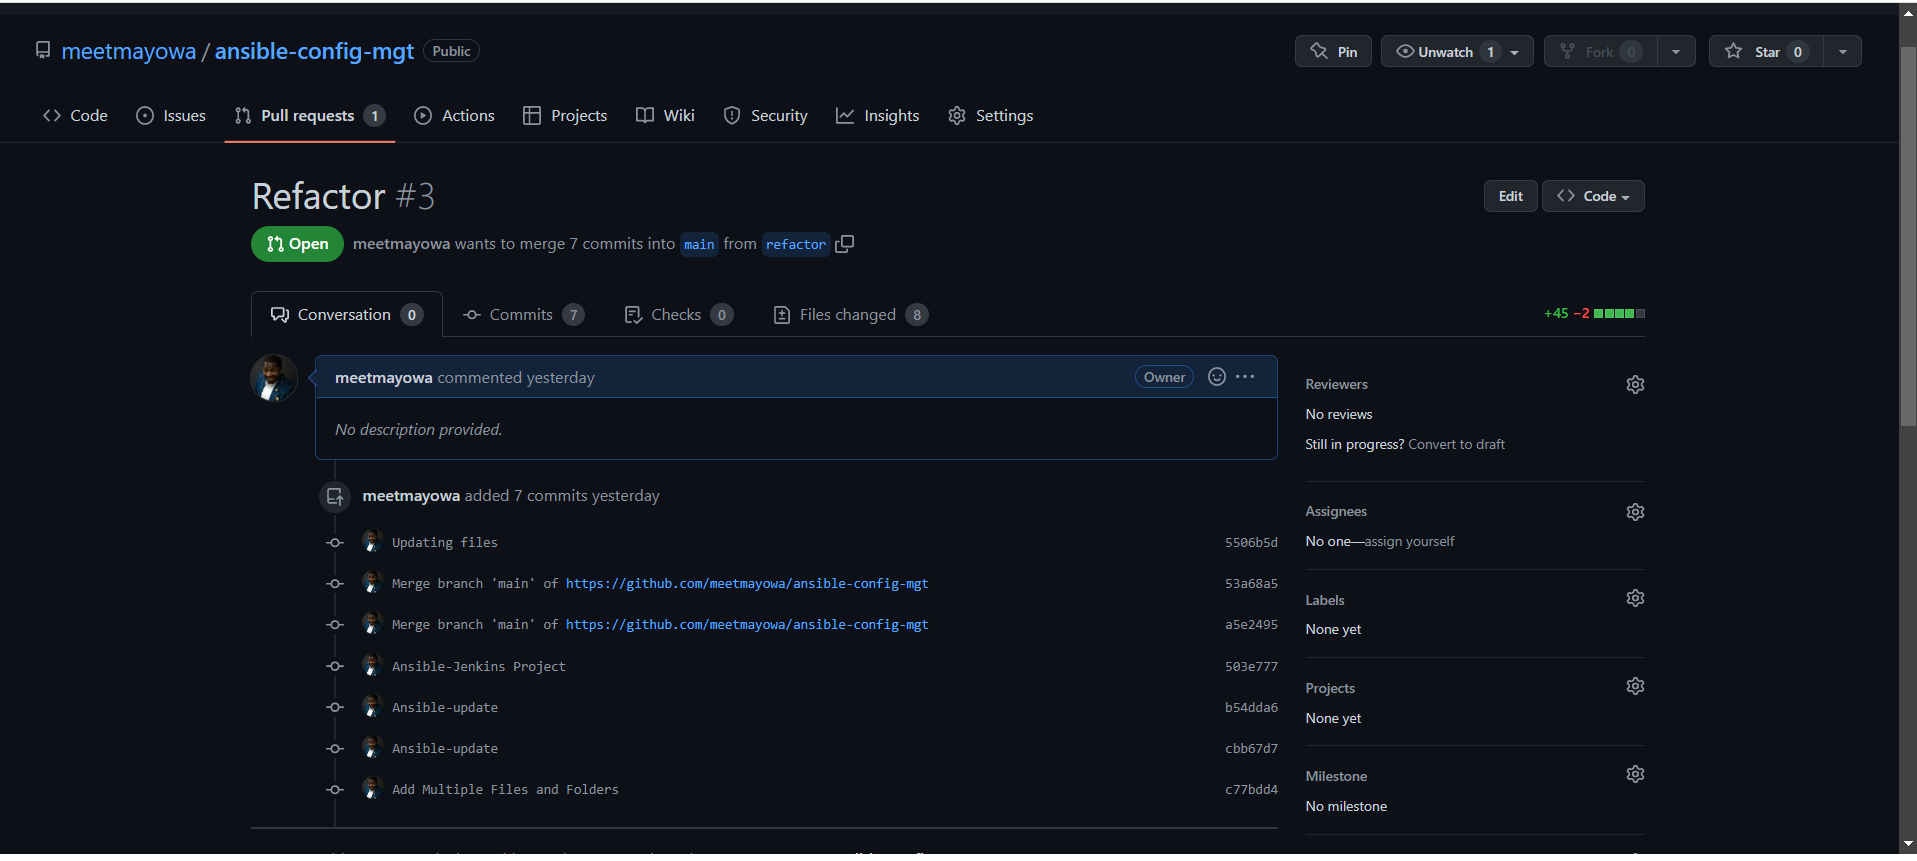 meetmayowa / ansible-config-mgt Public
Pin Unwatch 1 Fork 0 Star 0
Code Issues Pull requests 1 Actions Projects Wiki Security Insights Settings
Refactor #3
Edit Code
Open meetmayowa wants to merge 7 commits into main from refactor
Conversation 0 Commits 7 Checks 0 Files changed 8
+45 −2
meetmayowa commented yesterday
Owner
No description provided.
meetmayowa added 7 commits yesterday
Updating files 5506b5d
Merge branch 'main' of https://github.com/meetmayowa/ansible-config-mgt 53a68a5
Merge branch 'main' of https://github.com/meetmayowa/ansible-config-mgt a5e2495
Ansible-Jenkins Project 503e777
Ansible-update b54dda6
Ansible-update cbb67d7
Add Multiple Files and Folders c77bdd4
Reviewers
No reviews
Still in progress? Convert to draft
Assignees
No one—assign yourself
Labels
None yet
Projects
None yet
Milestone
No milestone